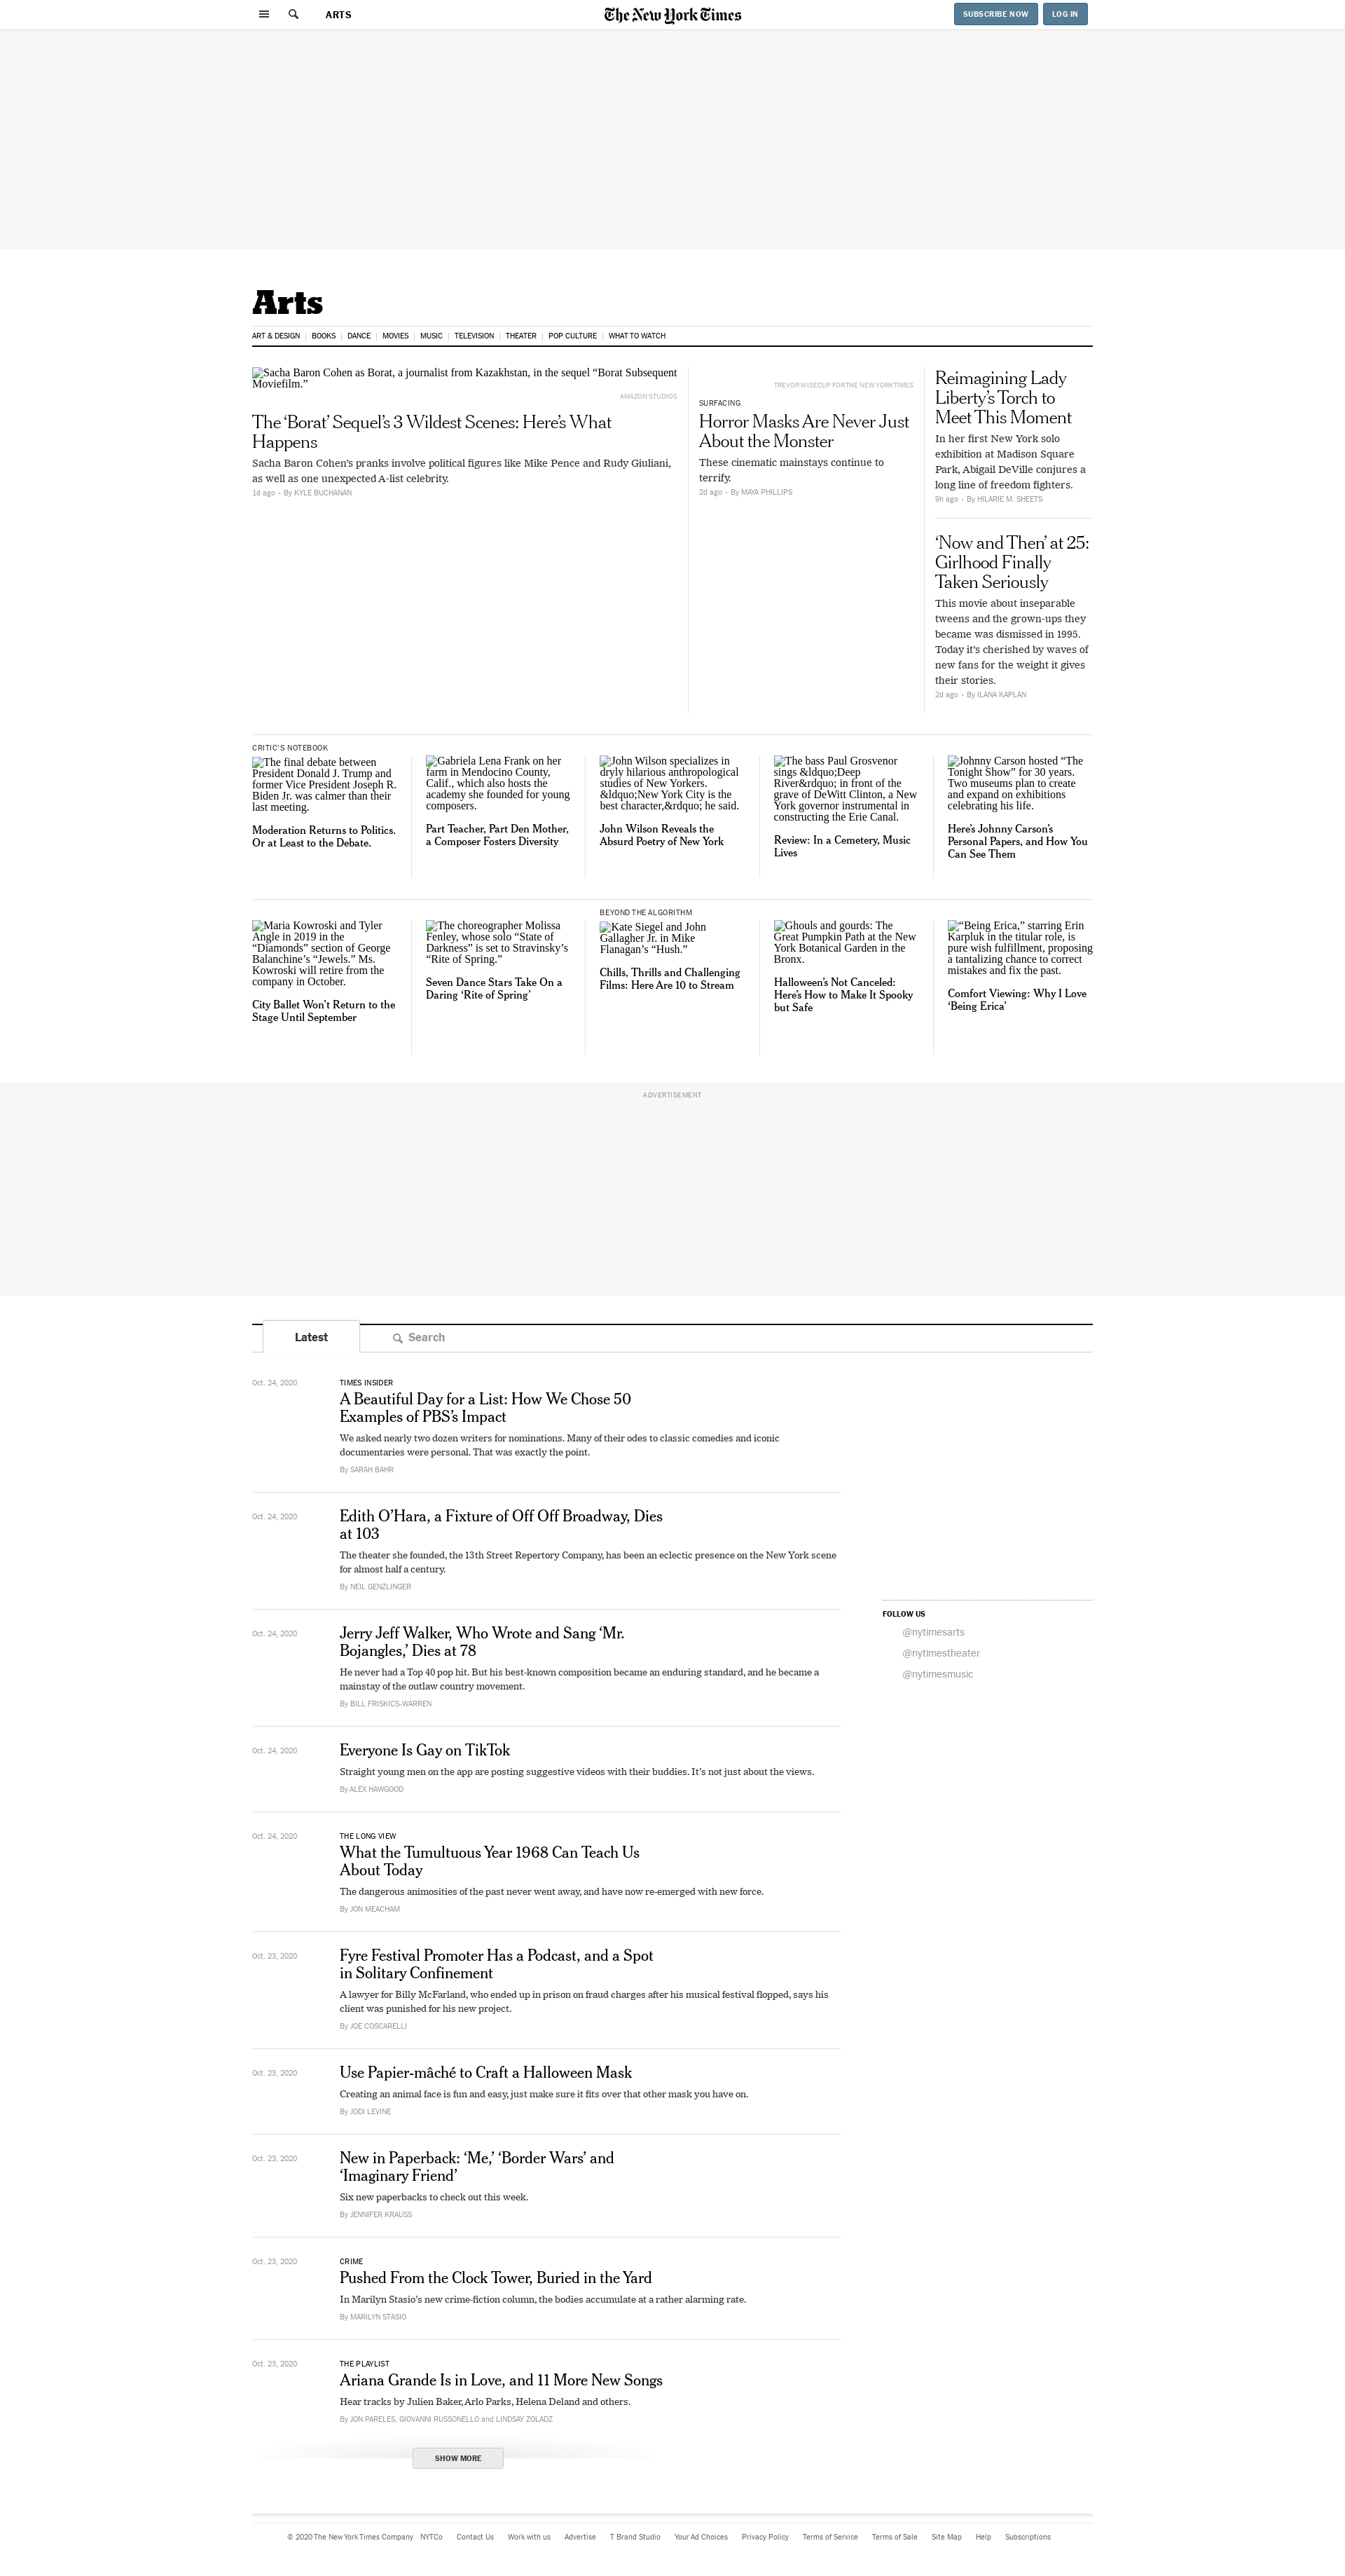 ARTS
The New York Times
SUBSCRIBE NOW
LOG IN
Arts
ART & DESIGN
BOOKS
DANCE
MOVIES
MUSIC
TELEVISION
THEATER
POP CULTURE
WHAT TO WATCH
Sacha Baron Cohen as Borat, a journalist from Kazakhstan, in the sequel “Borat Subsequent
Moviefilm.”
AMAZON STUDIOS
The ‘Borat’ Sequel’s 3 Wildest Scenes: Here’s What
Happens
Sacha Baron Cohen’s pranks involve political figures like Mike Pence and Rudy Giuliani,
as well as one unexpected A-list celebrity.
1d ago • By KYLE BUCHANAN
TREVOR WISECUP FOR THE NEW YORK TIMES
SURFACING
Horror Masks Are Never Just
About the Monster
These cinematic mainstays continue to
terrify.
2d ago • By MAYA PHILLIPS
Reimagining Lady
Liberty’s Torch to
Meet This Moment
In her first New York solo
exhibition at Madison Square
Park, Abigail DeVille conjures a
long line of freedom fighters.
9h ago • By HILARIE M. SHEETS
‘Now and Then’ at 25:
Girlhood Finally
Taken Seriously
This movie about inseparable
tweens and the grown-ups they
became was dismissed in 1995.
Today it’s cherished by waves of
new fans for the weight it gives
their stories.
2d ago • By ILANA KAPLAN
CRITIC’S NOTEBOOK
The final debate between
President Donald J. Trump and
former Vice President Joseph R.
Biden Jr. was calmer than their
last meeting.
Moderation Returns to Politics.
Or at Least to the Debate.
Gabriela Lena Frank on her
farm in Mendocino County,
Calif., which also hosts the
academy she founded for young
composers.
Part Teacher, Part Den Mother,
a Composer Fosters Diversity
John Wilson specializes in
dryly hilarious anthropological
studies of New Yorkers.
&ldquo;New York City is the
best character,&rdquo; he said.
John Wilson Reveals the
Absurd Poetry of New York
The bass Paul Grosvenor
sings &ldquo;Deep
River&rdquo; in front of the
grave of DeWitt Clinton, a New
York governor instrumental in
constructing the Erie Canal.
Review: In a Cemetery, Music
Lives
Johnny Carson hosted “The
Tonight Show” for 30 years.
Two museums plan to create
and expand on exhibitions
celebrating his life.
Here’s Johnny Carson’s
Personal Papers, and How You
Can See Them
Maria Kowroski and Tyler
Angle in 2019 in the
“Diamonds” section of George
Balanchine’s “Jewels.” Ms.
Kowroski will retire from the
company in October.
City Ballet Won’t Return to the
Stage Until September
The choreographer Molissa
Fenley, whose solo “State of
Darkness” is set to Stravinsky’s
“Rite of Spring.”
Seven Dance Stars Take On a
Daring ‘Rite of Spring’
BEYOND THE ALGORITHM
Kate Siegel and John
Gallagher Jr. in Mike
Flanagan’s “Hush.”
Chills, Thrills and Challenging
Films: Here Are 10 to Stream
Ghouls and gourds: The
Great Pumpkin Path at the New
York Botanical Garden in the
Bronx.
Halloween’s Not Canceled:
Here’s How to Make It Spooky
but Safe
“Being Erica,” starring Erin
Karpluk in the titular role, is
pure wish fulfillment, proposing
a tantalizing chance to correct
mistakes and fix the past.
Comfort Viewing: Why I Love
‘Being Erica’
ADVERTISEMENT
Latest
Search
Oct. 24, 2020
TIMES INSIDER
A Beautiful Day for a List: How We Chose 50
Examples of PBS’s Impact
We asked nearly two dozen writers for nominations. Many of their odes to classic comedies and iconic
documentaries were personal. That was exactly the point.
By SARAH BAHR
Oct. 24, 2020
Edith O’Hara, a Fixture of Off Off Broadway, Dies
at 103
The theater she founded, the 13th Street Repertory Company, has been an eclectic presence on the New York scene
for almost half a century.
By NEIL GENZLINGER
FOLLOW US
@nytimesarts
@nytimestheater
@nytimesmusic
Oct. 24, 2020
Jerry Jeff Walker, Who Wrote and Sang ‘Mr.
Bojangles,’ Dies at 78
He never had a Top 40 pop hit. But his best-known composition became an enduring standard, and he became a
mainstay of the outlaw country movement.
By BILL FRISKICS-WARREN
Oct. 24, 2020
Everyone Is Gay on TikTok
Straight young men on the app are posting suggestive videos with their buddies. It’s not just about the views.
By ALEX HAWGOOD
Oct. 24, 2020
THE LONG VIEW
What the Tumultuous Year 1968 Can Teach Us
About Today
The dangerous animosities of the past never went away, and have now re-emerged with new force.
By JON MEACHAM
Oct. 23, 2020
Fyre Festival Promoter Has a Podcast, and a Spot
in Solitary Confinement
A lawyer for Billy McFarland, who ended up in prison on fraud charges after his musical festival flopped, says his
client was punished for his new project.
By JOE COSCARELLI
Oct. 23, 2020
Use Papier-mâché to Craft a Halloween Mask
Creating an animal face is fun and easy, just make sure it fits over that other mask you have on.
By JODI LEVINE
Oct. 23, 2020
New in Paperback: ‘Me,’ ‘Border Wars’ and
‘Imaginary Friend’
Six new paperbacks to check out this week.
By JENNIFER KRAUSS
Oct. 23, 2020
CRIME
Pushed From the Clock Tower, Buried in the Yard
In Marilyn Stasio’s new crime-fiction column, the bodies accumulate at a rather alarming rate.
By MARILYN STASIO
Oct. 23, 2020
THE PLAYLIST
Ariana Grande Is in Love, and 11 More New Songs
Hear tracks by Julien Baker, Arlo Parks, Helena Deland and others.
By JON PARELES, GIOVANNI RUSSONELLO and LINDSAY ZOLADZ
SHOW MORE
© 2020 The New York Times Company NYTCo Contact Us Work with us Advertise T Brand Studio Your Ad Choices Privacy Policy Terms of Service Terms of Sale Site Map Help Subscriptions